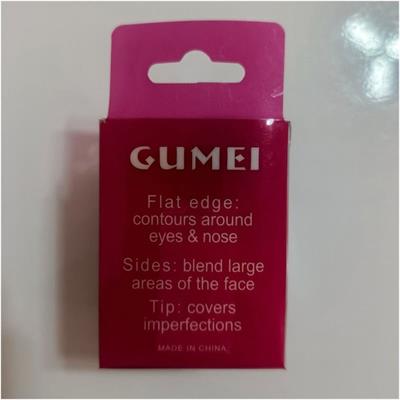 GUMEI
Flat edge:
contours around
eyes & nose
Sides: blend large
areas of the face
Tip: covers
imperfections
MADE IN CHINA.